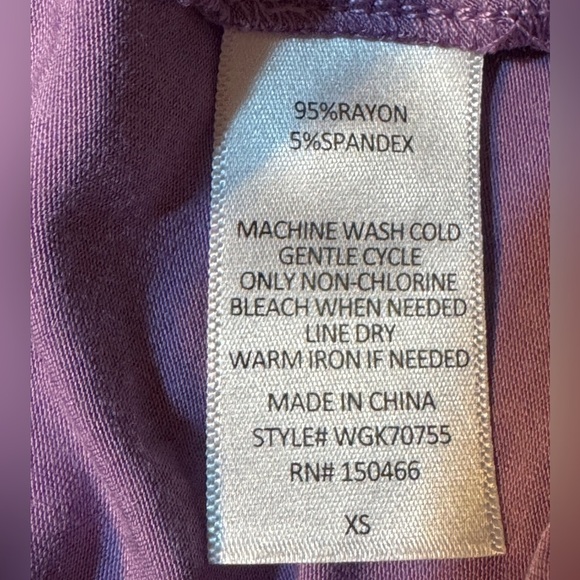 95%RAYON
5%SPANDEX
MACHINE WASH COLD
GENTLE CYCLE
ONLY NON-CHLORINE
BLEACH WHEN NEEDED
LINE DRY
WARM IRON IF NEEDED
MADE IN CHINA
STYLE# WGK70755
RN# 150466
XS